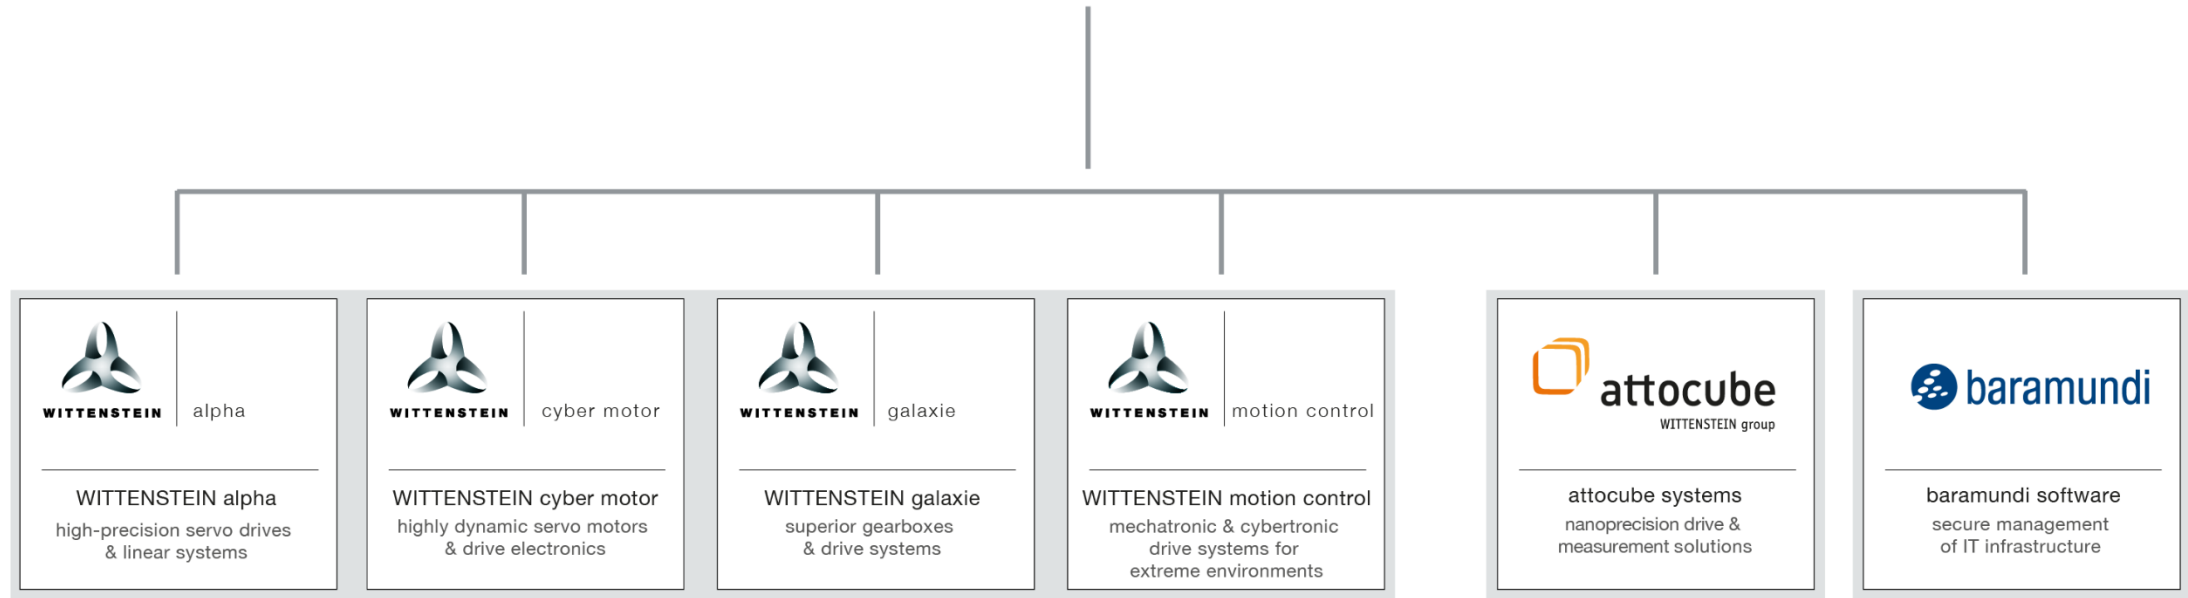 WITTENSTEIN alpha
WITTENSTEIN alpha
high-precision servo drives
& linear systems
WITTENSTEIN cyber motor
WITTENSTEIN cyber motor
highly dynamic servo motors
& drive electronics
WITTENSTEIN galaxie
WITTENSTEIN galaxie
superior gearboxes
& drive systems
WITTENSTEIN motion control
WITTENSTEIN motion control
mechatronic & cybertronic
drive systems for
extreme environments
attocube
WITTENSTEIN group
attocube systems
nanoprecision drive &
measurement solutions
baramundi
baramundi software
secure management
of IT infrastructure